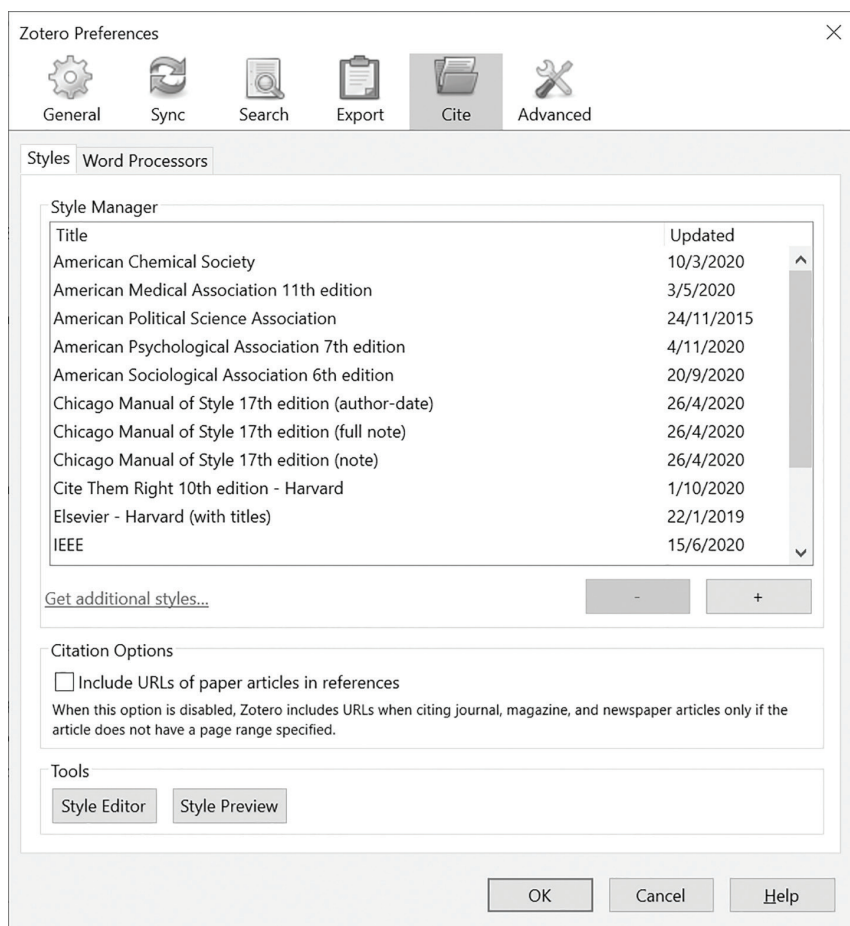 Zotero Preferences
General Sync Search Export Cite Advanced
Styles Word Processors
Style Manager
Title Updated
American Chemical Society 10/3/2020
American Medical Association 11th edition 3/5/2020
American Political Science Association 24/11/2015
American Psychological Association 7th edition 4/11/2020
American Sociological Association 6th edition 20/9/2020
Chicago Manual of Style 17th edition (author-date) 26/4/2020
Chicago Manual of Style 17th edition (full note) 26/4/2020
Chicago Manual of Style 17th edition (note) 26/4/2020
Cite Them Right 10th edition - Harvard 1/10/2020
Elsevier - Harvard (with titles) 22/1/2019
IEEE 15/6/2020
Get additional styles... - +
Citation Options
Include URLs of paper articles in references
When this option is disabled, Zotero includes URLs when citing journal, magazine, and newspaper articles only if the
article does not have a page range specified.
Tools
Style Editor Style Preview
OK Cancel Help